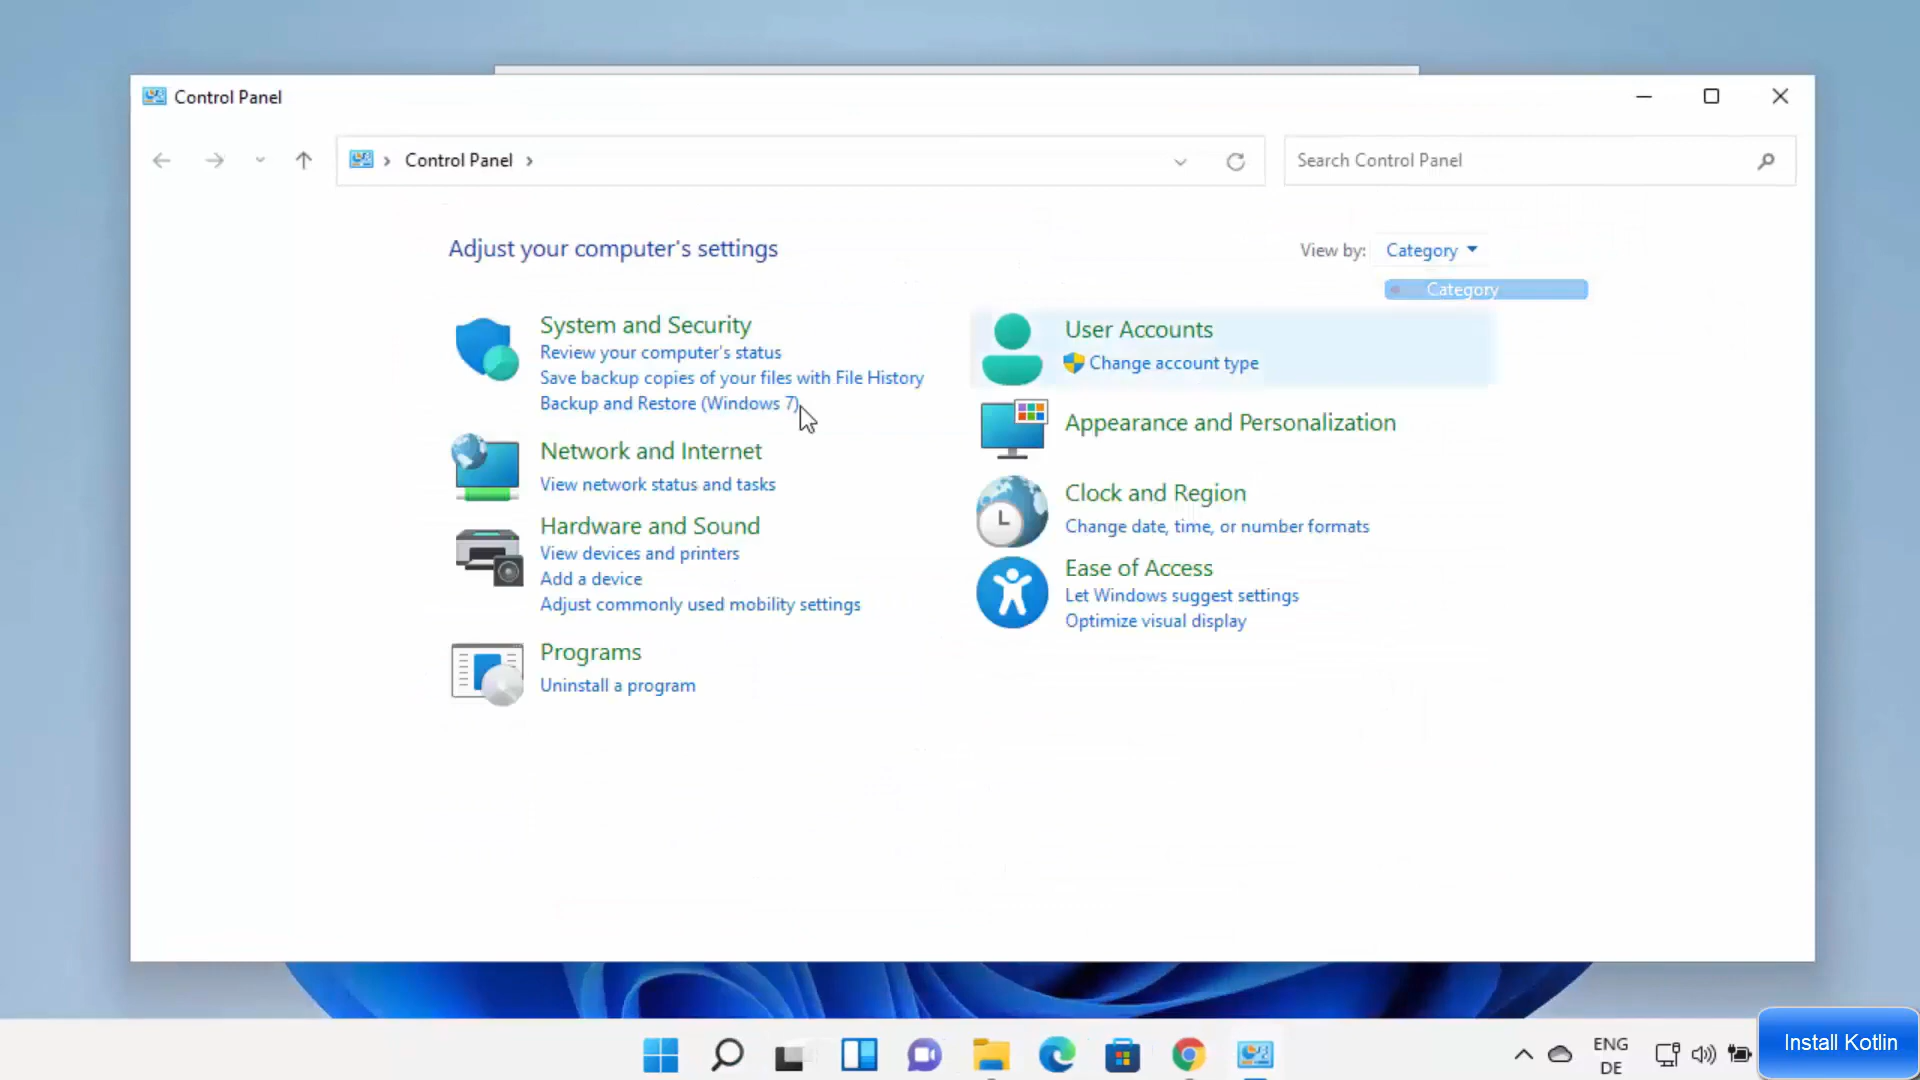 Control Panel
Control Panel
Search Control Panel
Adjust your computer's settings
View by: Category
Category
System and Security
Review your computer's status
Save backup copies of your files with File History
Backup and Restore (Windows 7)
Network and Internet
View network status and tasks
Hardware and Sound
View devices and printers
Add a device
Adjust commonly used mobility settings
Programs
Uninstall a program
User Accounts
Change account type
Appearance and Personalization
Clock and Region
Change date, time, or number formats
Ease of Access
Let Windows suggest settings
Optimize visual display
ENG
DE
Install Kotlin